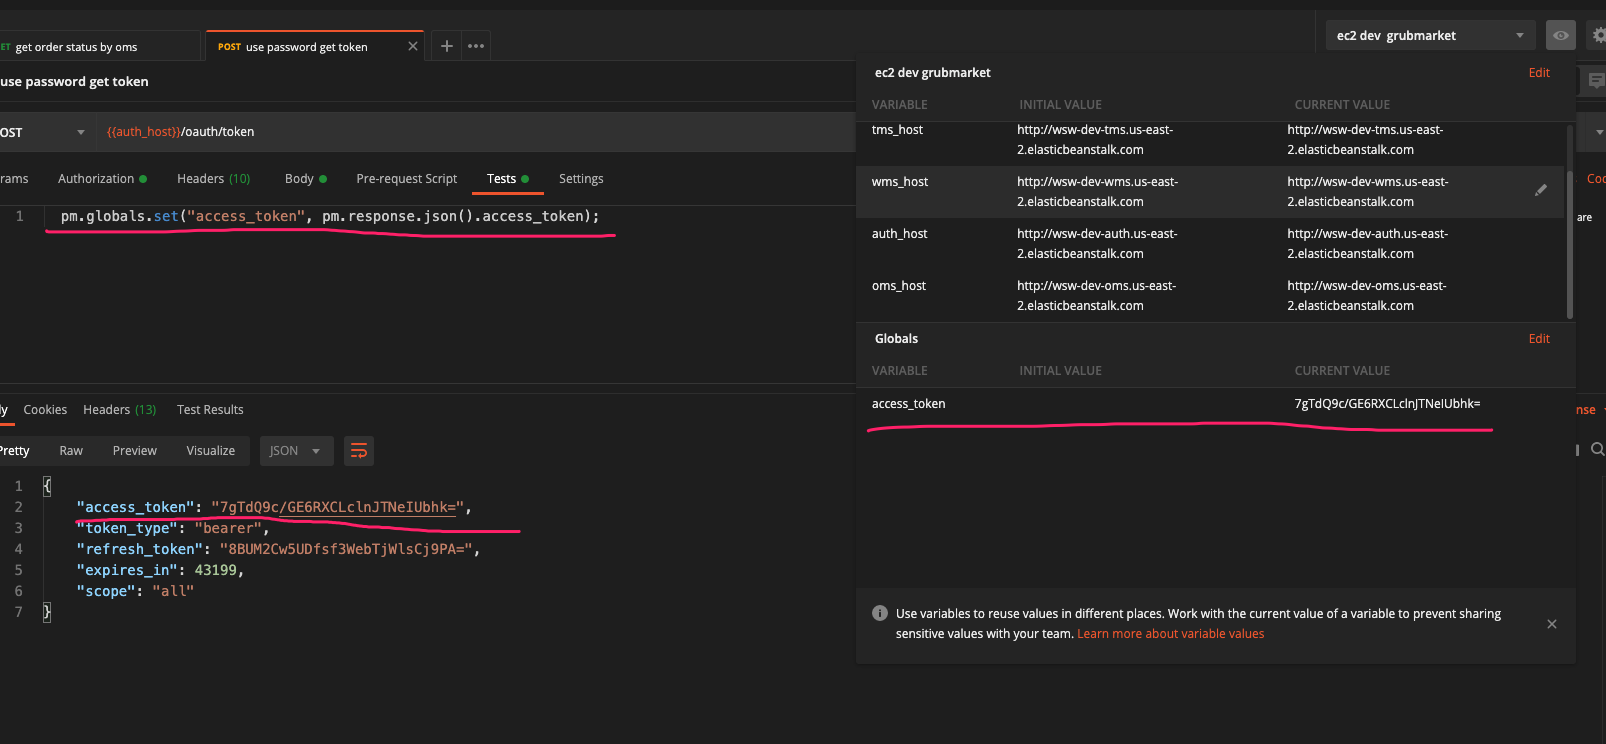 ET get order status by oms
POST use password get token
ec2 dev grubmarket
use password get token
OST
{{auth_host}}/oauth/token
rams
Authorization
Headers (10)
Body
Pre-request Script
Tests
Settings
1 pm.globals.set("access_token", pm.response.json().access_token);
ly
Cookies
Headers (13)
Test Results
Pretty
Raw
Preview
Visualize
JSON
1 {
2 "access_token": "7gTdQ9c/GE6RXCLclnJTNeIUbhk=",
3 "token_type": "bearer",
4 "refresh_token": "8BUM2Cw5UDfsf3WebTjWlsCj9PA=",
5 "expires_in": 43199,
6 "scope": "all"
7 }
ec2 dev grubmarket
Edit
VARIABLE INITIAL VALUE CURRENT VALUE
tms_host http://wsw-dev-tms.us-east- http://wsw-dev-tms.us-east-
2.elasticbeanstalk.com 2.elasticbeanstalk.com
wms_host http://wsw-dev-wms.us-east- http://wsw-dev-wms.us-east-
2.elasticbeanstalk.com 2.elasticbeanstalk.com
auth_host http://wsw-dev-auth.us-east- http://wsw-dev-auth.us-east-
2.elasticbeanstalk.com 2.elasticbeanstalk.com
oms_host http://wsw-dev-oms.us-east- http://wsw-dev-oms.us-east-
2.elasticbeanstalk.com 2.elasticbeanstalk.com
Globals
Edit
VARIABLE INITIAL VALUE CURRENT VALUE
access_token 7gTdQ9c/GE6RXCLclnJTNeIUbhk=
Use variables to reuse values in different places. Work with the current value of a variable to prevent sharing
sensitive values with your team. Learn more about variable values
Coo
are
nse